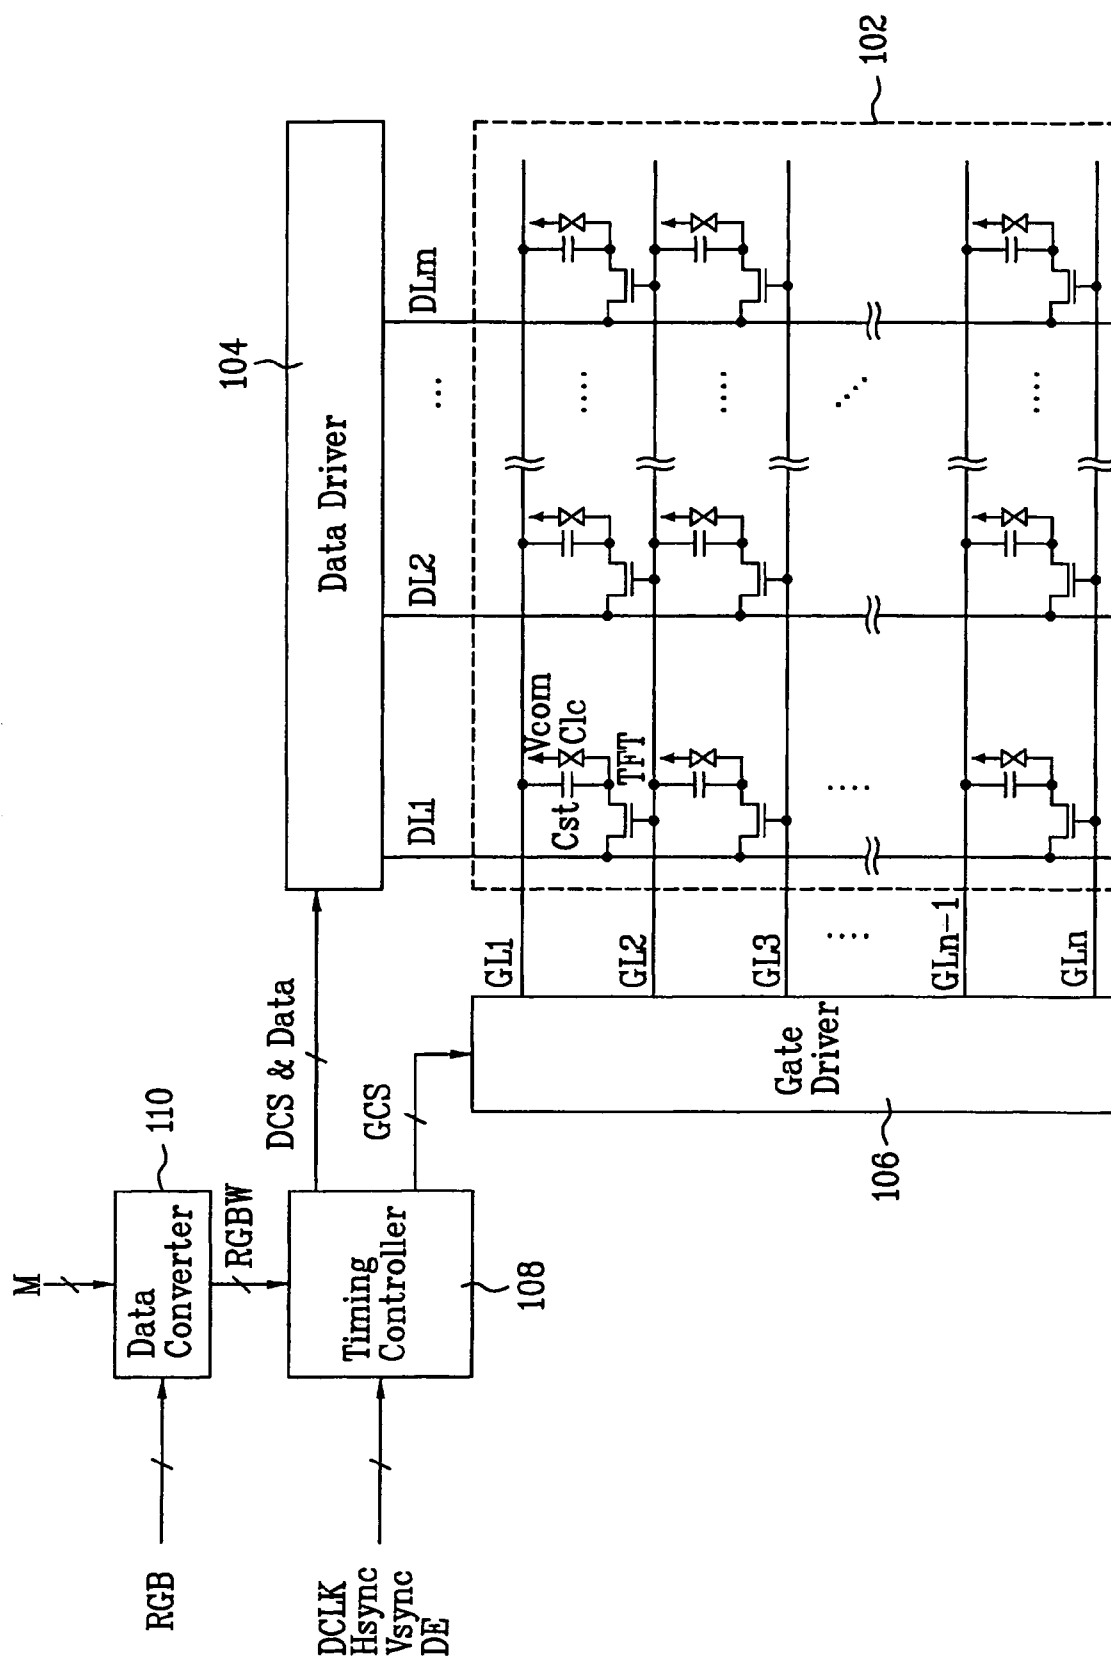 M
110
RGB
Data
Converter
RGBW
DCLK
Hsync
Vsync
DE
Timing
Controller
108
DCS & Data
GCS
104
Data Driver
DL1
DL2
DLm
102
Gate
Driver
106
GL1
GL2
GL3
GLn-1
GLn
Vcom
Clc
Cst
TFT